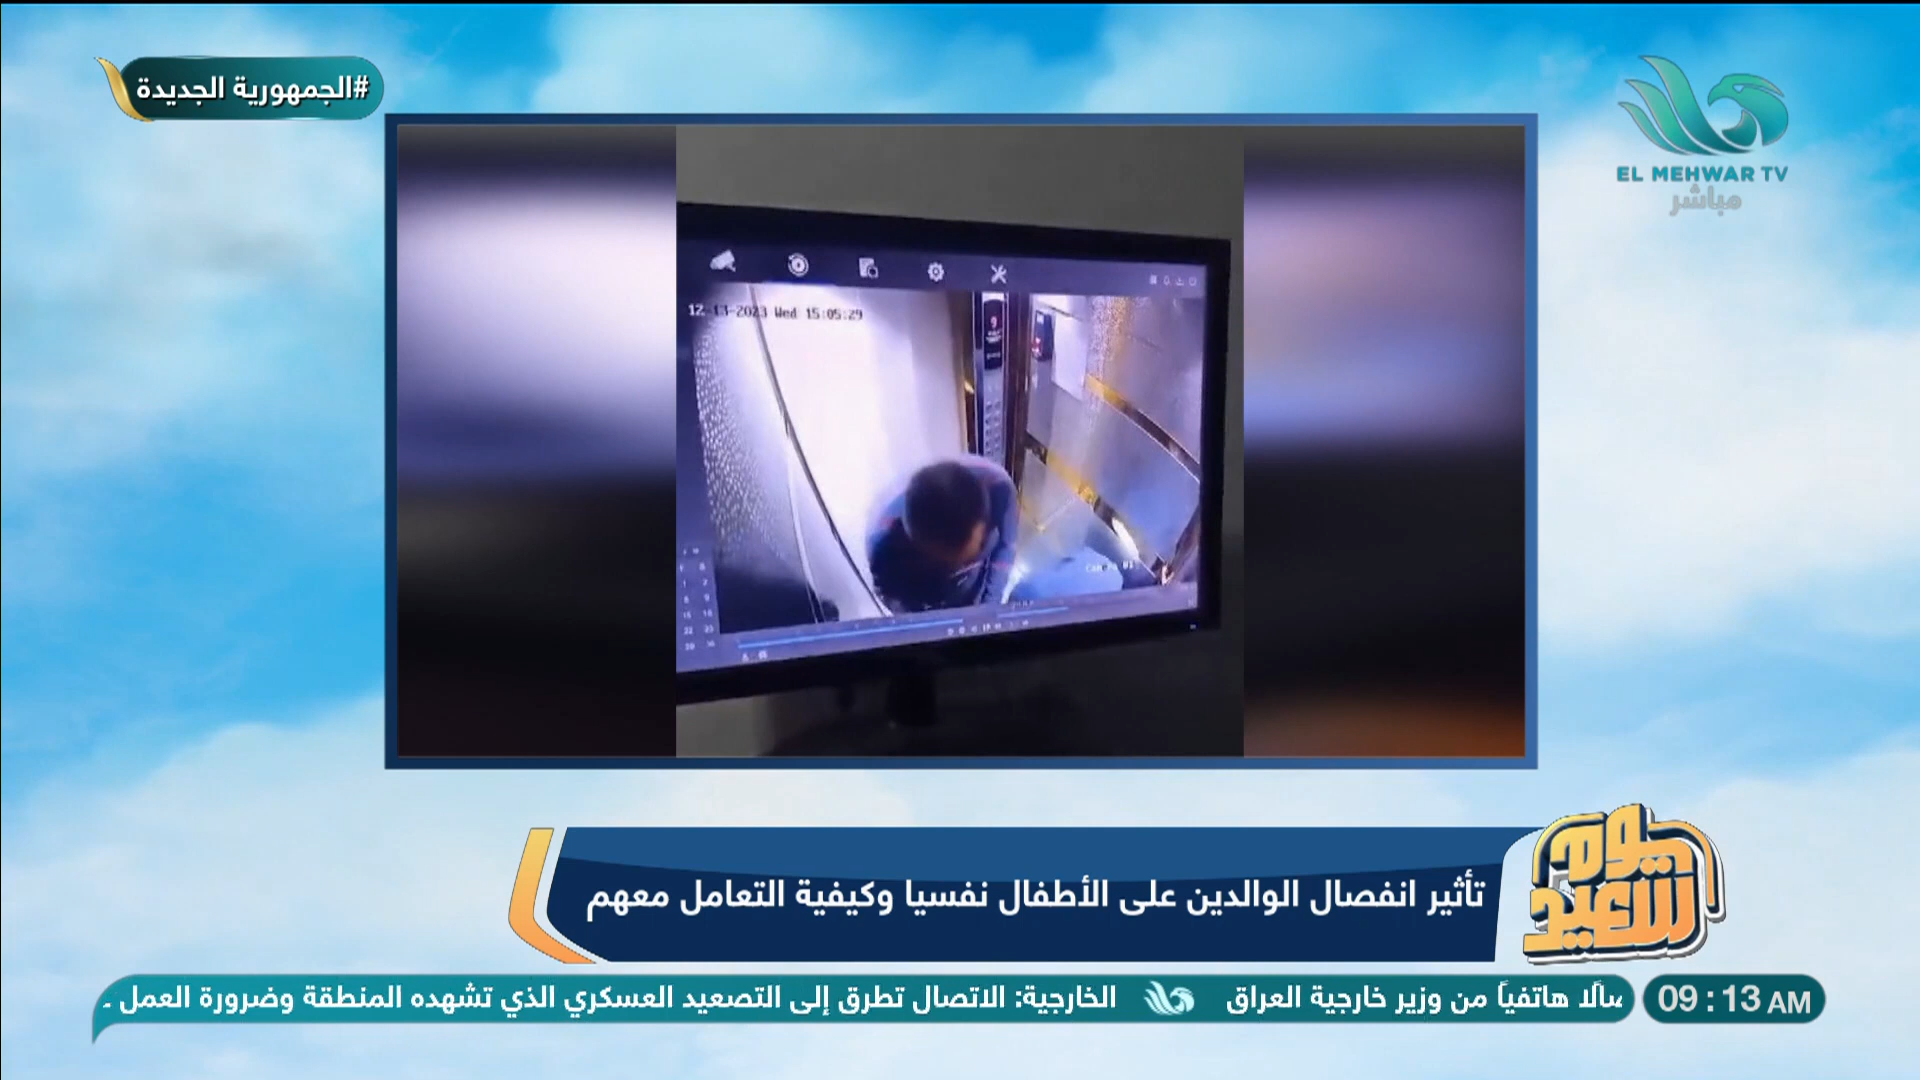 #الجمهورية الجديدة
EL MEHWAR TV
مباشر
12-13-2023 Wed 15:05:29
تأثير انفصال الوالدين على الأطفال نفسيا وكيفية التعامل معهم
يوم سعيد
صالًا هاتفياً من وزير خارجية العراق
الخارجية: الاتصال تطرق إلى التصعيد العسكري الذي تشهده المنطقة وضرورة العمل
09:13 AM